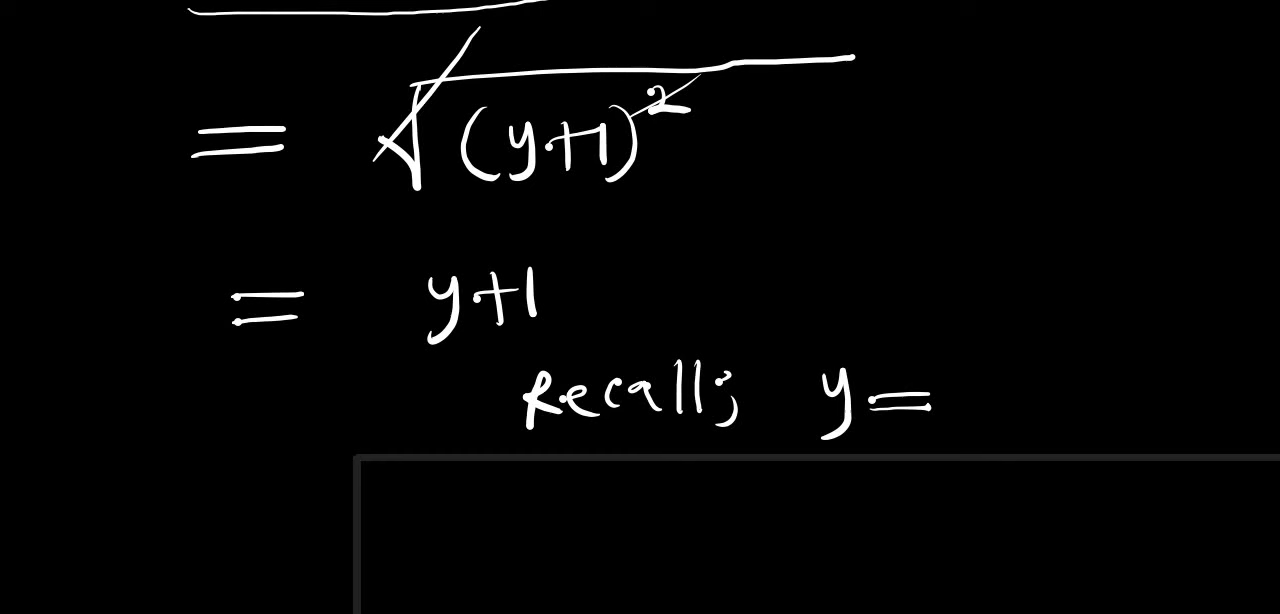 = √(y+1)²
= y+1
Recall; y=